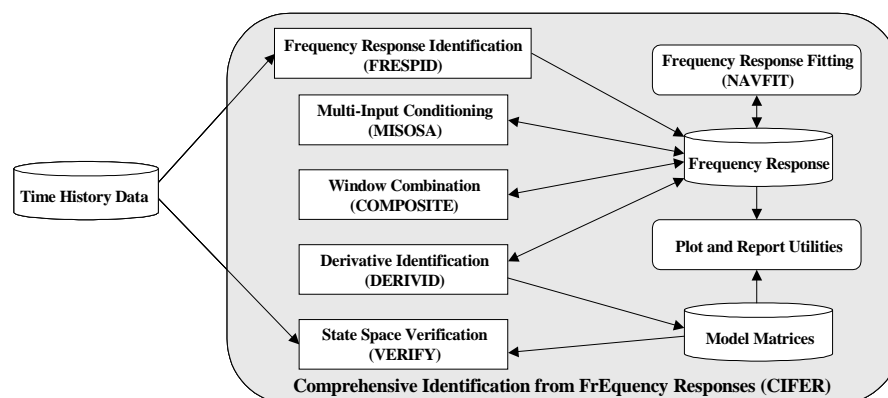 Frequency Response Identification
(FRESPID)
Frequency Response Fitting
(NAVFIT)
Multi-Input Conditioning
(MISOSA)
Frequency Response
Time History Data
Window Combination
(COMPOSITE)
Plot and Report Utilities
Derivative Identification
(DERIVID)
State Space Verification
(VERIFY)
Model Matrices
Comprehensive Identification from FrEquency Responses (CIFER)